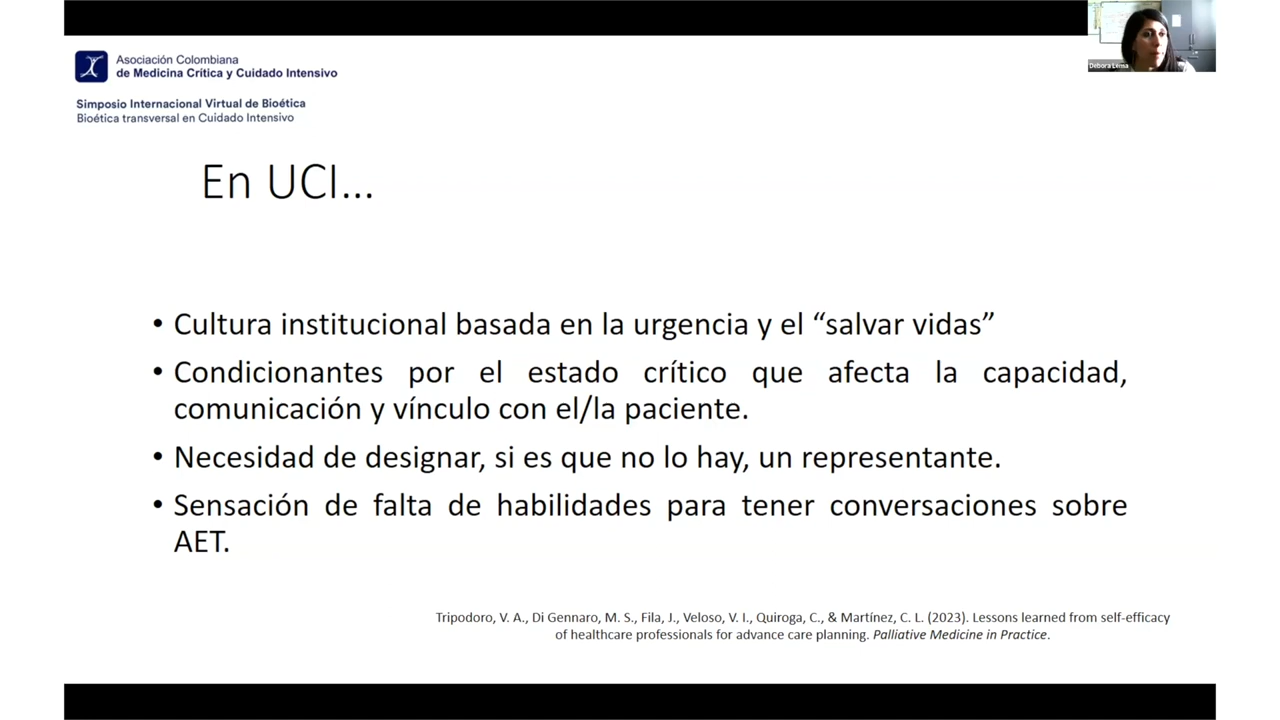 Asociación Colombiana
de Medicina Crítica y Cuidado Intensivo
Simposio Internacional Virtual de Bioética
Bioética transversal en Cuidado Intensivo
Debora Lema
En UCI...
• Cultura institucional basada en la urgencia y el “salvar vidas”
• Condicionantes por el estado crítico que afecta la capacidad,
comunicación y vínculo con el/la paciente.
• Necesidad de designar, si es que no lo hay, un representante.
• Sensación de falta de habilidades para tener conversaciones sobre
AET.
Tripodoro, V. A., Di Gennaro, M. S., Fila, J., Veloso, V. I., Quiroga, C., & Martínez, C. L. (2023). Lessons learned from self-efficacy
of healthcare professionals for advance care planning. Palliative Medicine in Practice.